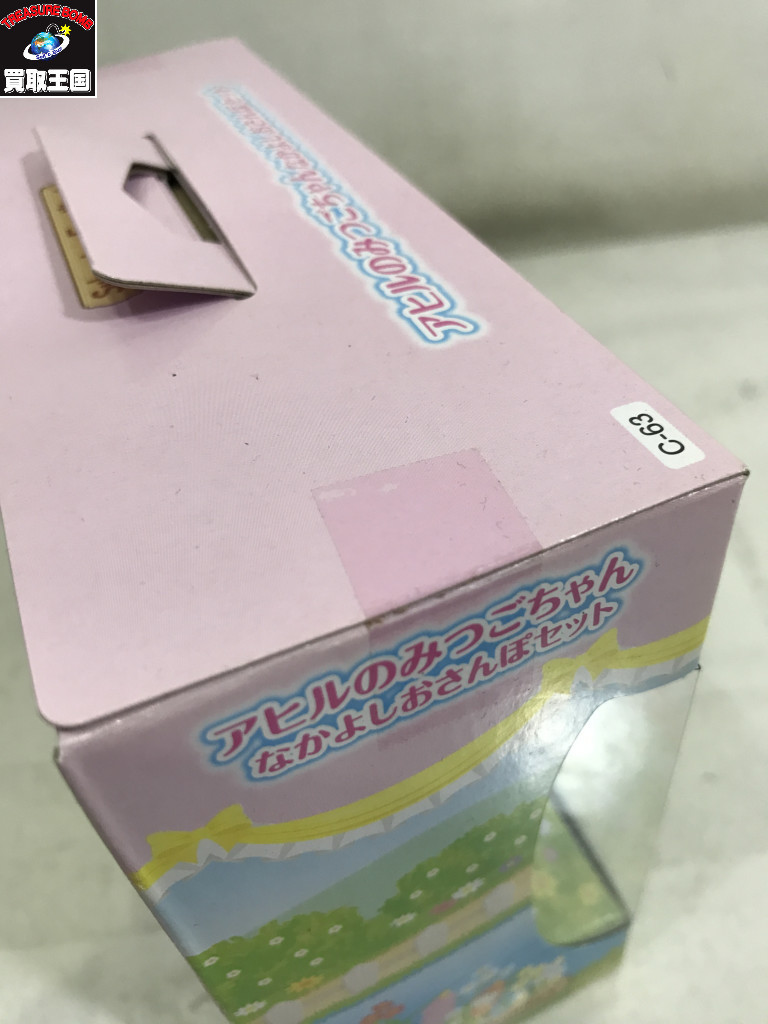 TREASURE BOMB
買取王国
アヒルのみつごちゃん
C-63
アヒルのみつごちゃん
なかよしおさんぽセット